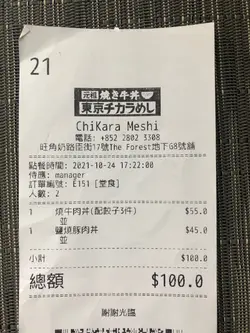 21
元祖 焼き牛丼
東京チカラめし
ChiKara Meshi
電話: +852 2802 3308
旺角奶路臣街17號The Forest地下G8號舖
點餐時間: 2021-10-24 17:22:00
侍應: manager
訂單編號: E151 [堂食]
人數: 2
1 燒牛肉丼(配餃子3件) $55.0
並
1 鹽燒豚肉丼 $45.0
並
小計 $100.0
總額 $100.0
謝謝光臨